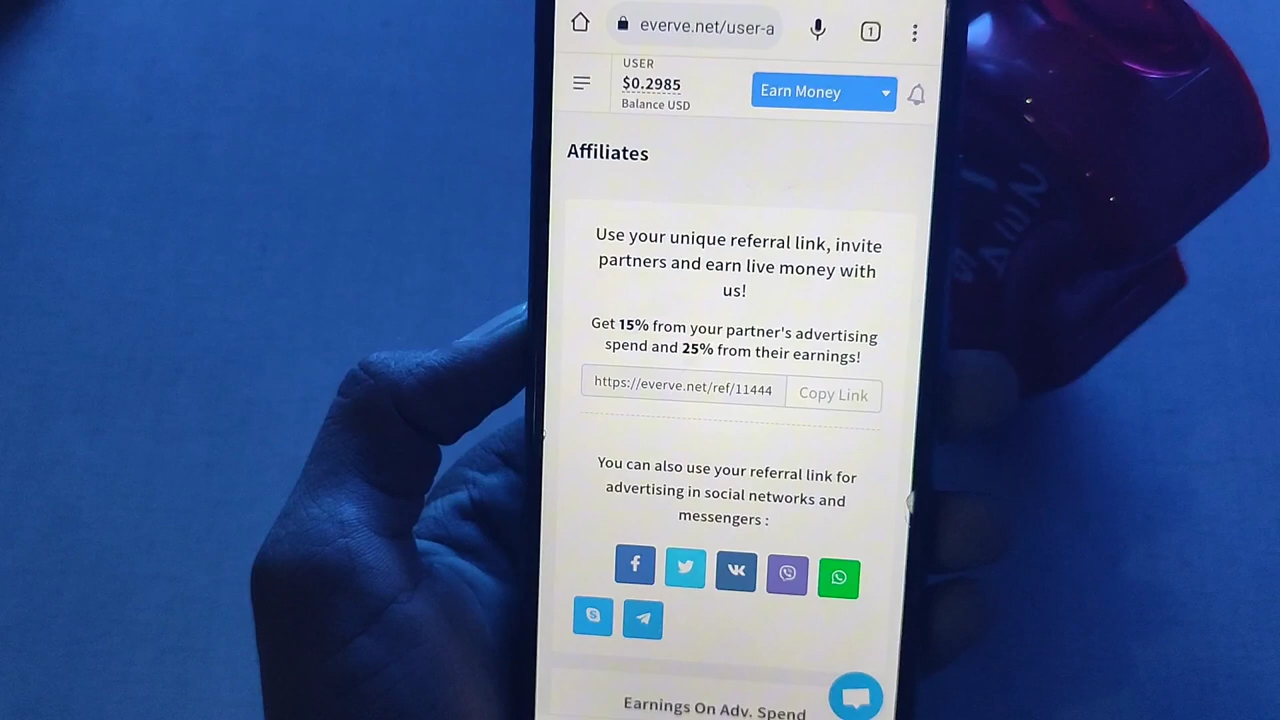 everve.net/user-a
1
USER
$0.2985
Balance USD
Earn Money
Affiliates
Use your unique referral link, invite
partners and earn live money with
us!
Get 15% from your partner's advertising
spend and 25% from their earnings!
https://everve.net/ref/11444
Copy Link
You can also use your referral link for
advertising in social networks and
messengers :
Earnings On Adv. Spend